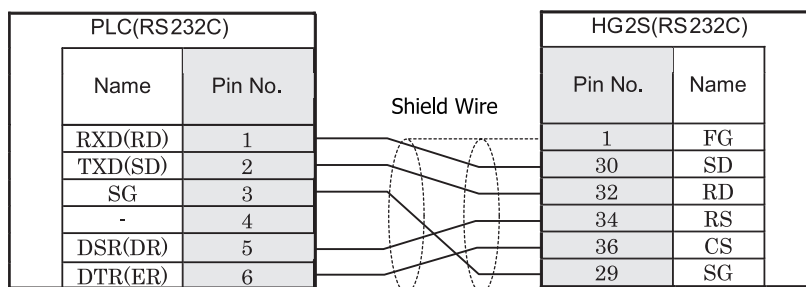 PLC(RS232C) HG2S(RS232C)
Name Pin No. Pin No. Name
Shield Wire
RXD(RD) 1 1 FG
TXD(SD) 2 30 SD
SG 3 32 RD
- 4 34 RS
DSR(DR) 5 36 CS
DTR(ER) 6 29 SG